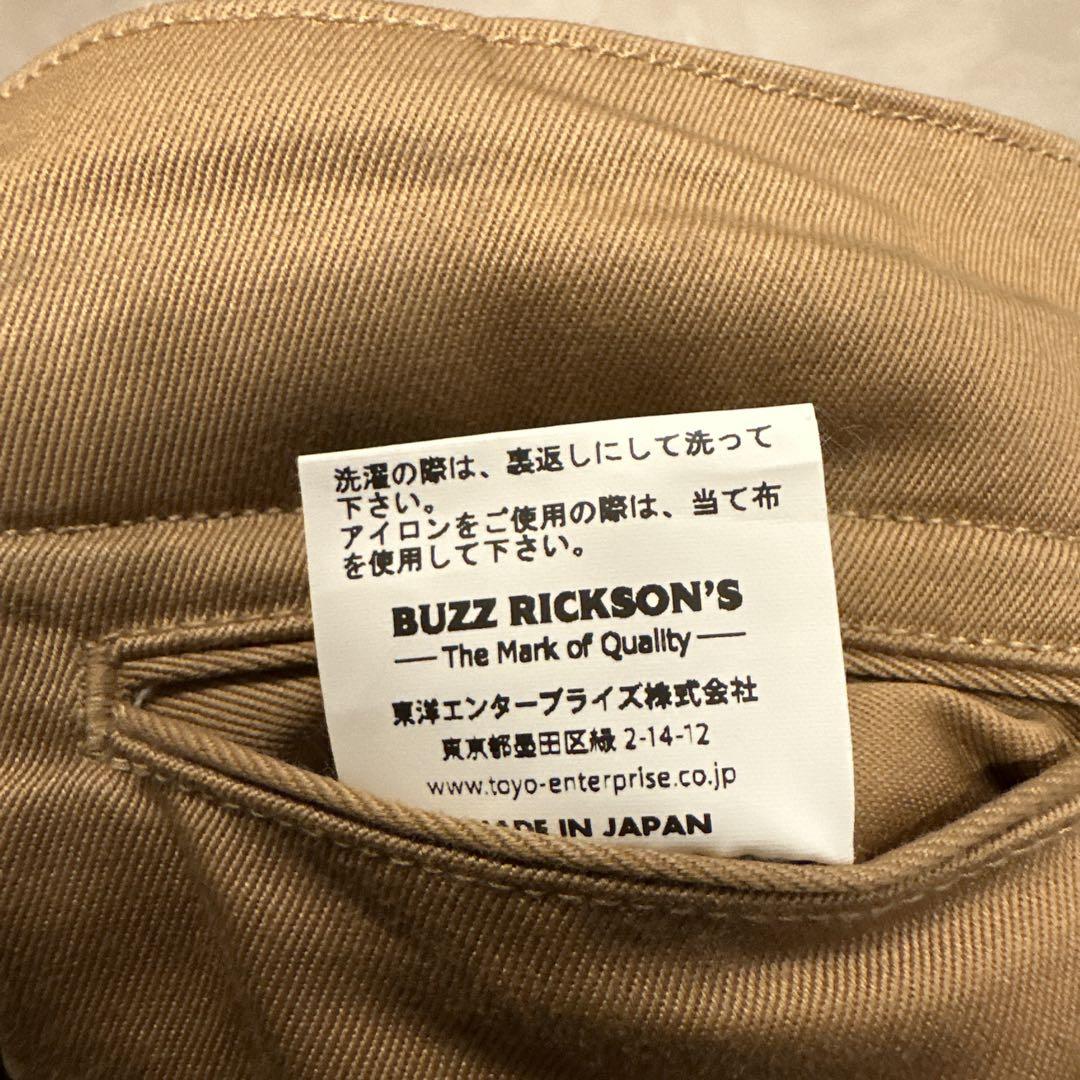 洗濯の際は、裏返しにして洗って
下さい。
アイロンをご使用の際は、当て布
を使用して下さい。
BUZZ RICKSON'S
The Mark of Quality
東洋エンタープライズ株式会社
東京都墨田区緑 2-14-12
www.toyo-enterprise.co.jp
MADE IN JAPAN